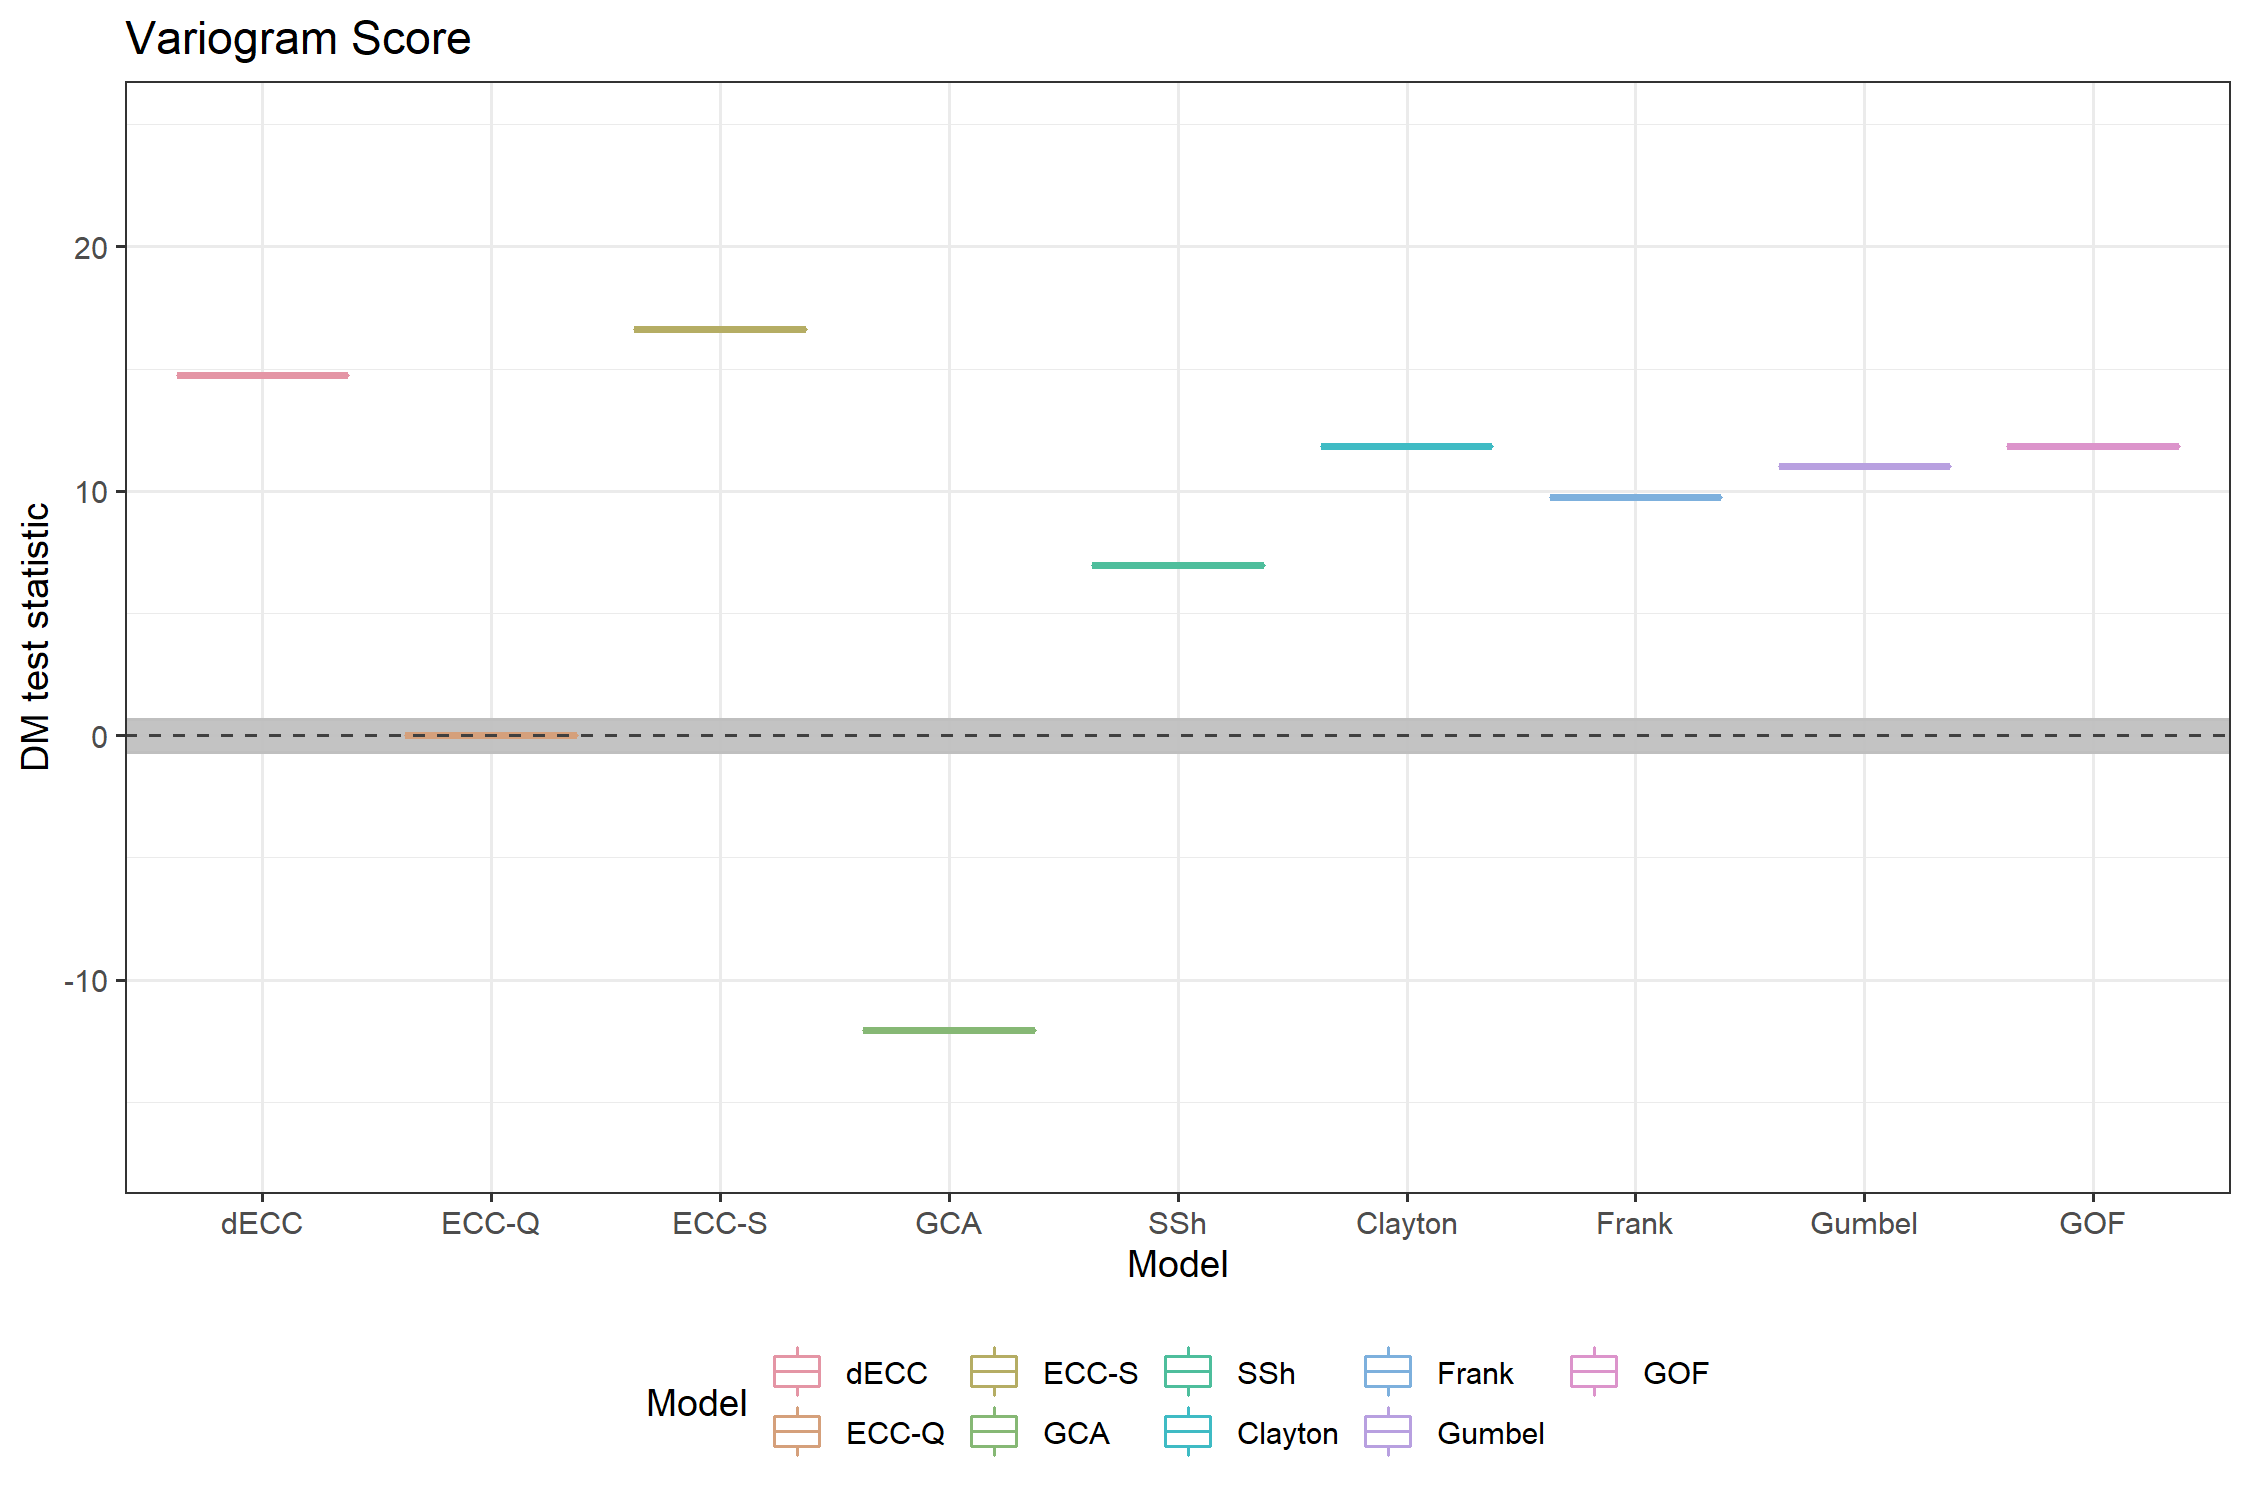 Variogram Score
DM test statistic
20
10
0
-10
dECC ECC-Q ECC-S GCA SSh Clayton Frank Gumbel GOF
Model
Model
dECC ECC-S SSh Frank GOF
ECC-Q GCA Clayton Gumbel